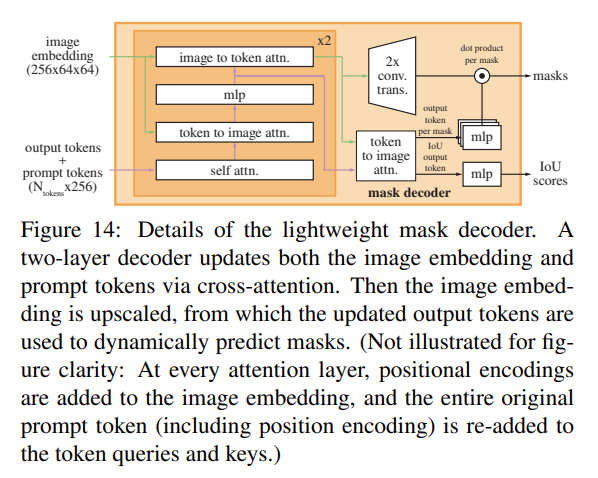 image
embedding
(256x64x64)
output tokens
+
prompt tokens
(Ntokensx256)
x2
image to token attn.
mlp
token to image attn.
self attn.
2x
conv.
trans.
token
to image
attn.
dot product
per mask
masks
output
token
per mask
mlp
IoU
output
token
mlp
IoU
scores
mask decoder
Figure 14: Details of the lightweight mask decoder. A
two-layer decoder updates both the image embedding and
prompt tokens via cross-attention. Then the image embed-
ding is upscaled, from which the updated output tokens are
used to dynamically predict masks. (Not illustrated for fig-
ure clarity: At every attention layer, positional encodings
are added to the image embedding, and the entire original
prompt token (including position encoding) is re-added to
the token queries and keys.)